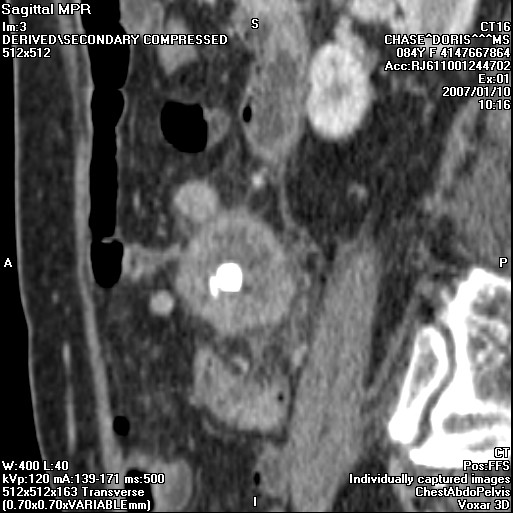 Sagittal MPR
Im:3
DERIVED\SECONDARY COMPRESSED
512x512
S
CT16
CHASE^DORIS^^^MS
084Y F 4147667864
Acc:RJ611001244702
Ex:01
2007/01/10
10:16
A
P
W:400 L:40
kVp:120 mA:139-171 ms:500
512x512x163 Transverse
(0.70x0.70xVARIABLEmm)
I
CT
Pos:FFS
Individually captured images
ChestAbdoPelvis
Voxar 3D